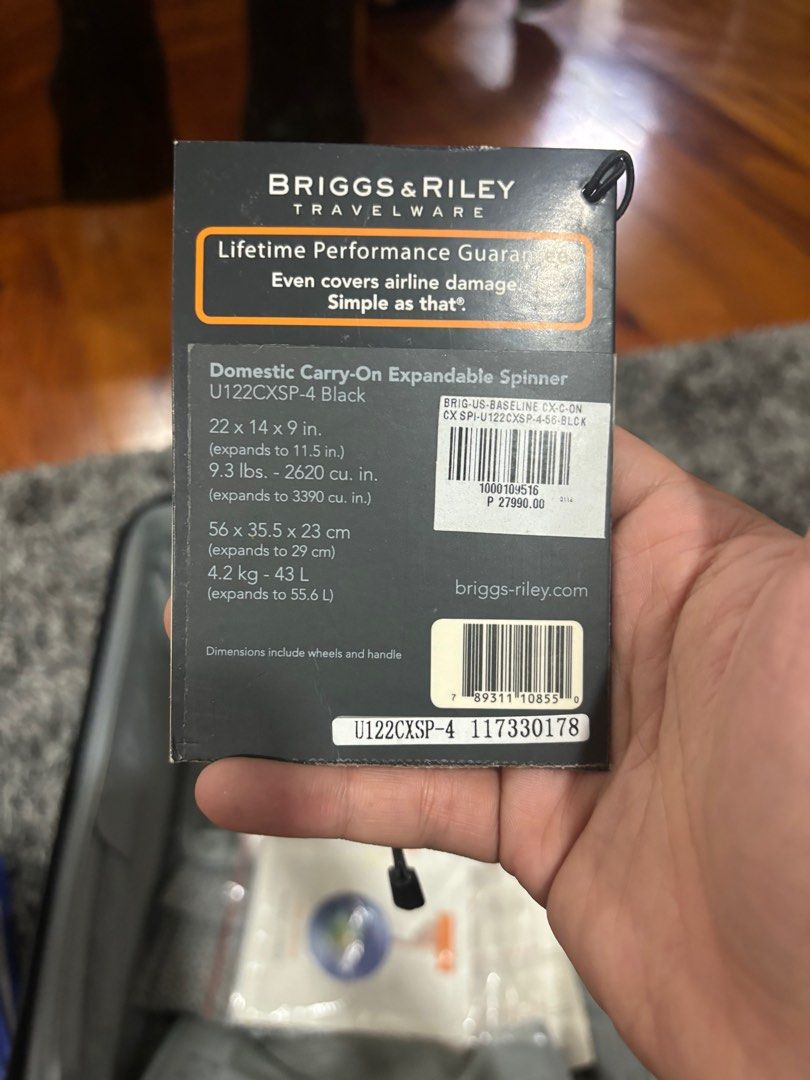 BRIGGS & RILEY
TRAVELWARE
Lifetime Performance Guarantee.
Even covers airline damage.
Simple as that®.
Domestic Carry-On Expandable Spinner
U122CXSP-4 Black
22 x 14 x 9 in.
(expands to 11.5 in.)
9.3 lbs. - 2620 cu. in.
(expands to 3390 cu. in.)
56 x 35.5 x 23 cm
(expands to 29 cm)
4.2 kg - 43 L
(expands to 55.6 L)
Dimensions include wheels and handle
BRIG-US-BASELINE CX-C-ON
CX SPI-U122CXSP-4-56-BLCK
1000109516
P 27990.00
briggs-riley.com
7 89311 10855 0
U122CXSP-4 117330178